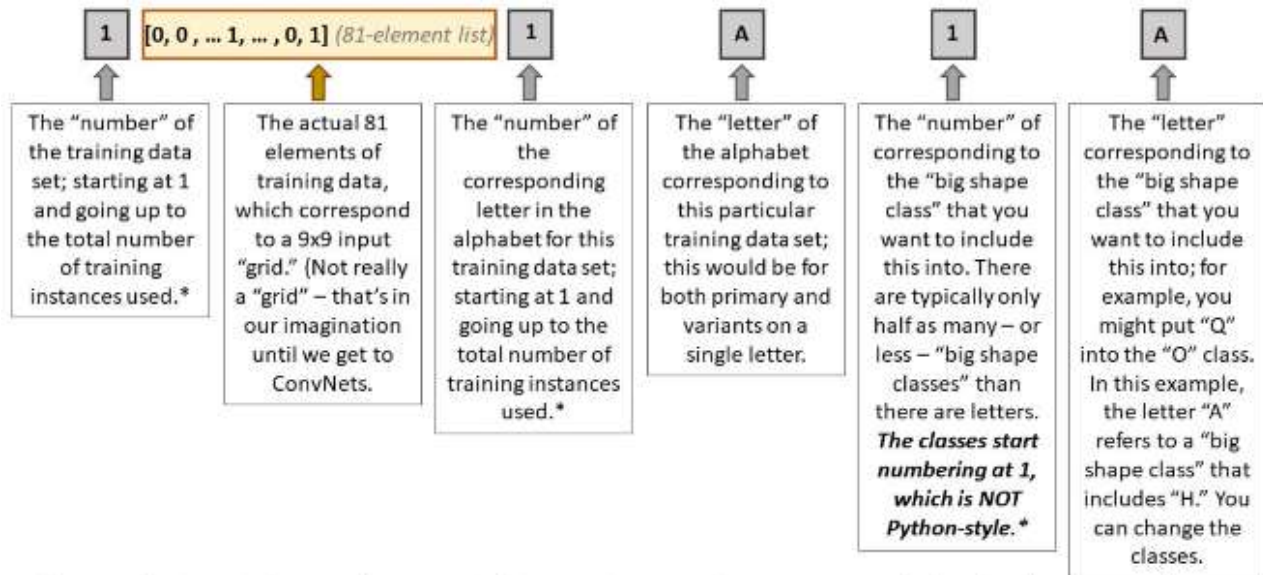 1
[0, 0 , … 1, … , 0, 1] (81-element list)
1
A
1
A
The “number” of
the training data
set; starting at 1
and going up to
the total number
of training
instances used.*
The actual 81
elements of
training data,
which correspond
to a 9x9 input
“grid.” (Not really
a “grid” – that’s in
our imagination
until we get to
ConvNets.
The “number” of
the
corresponding
letter in the
alphabet for this
training data set;
starting at 1 and
going up to the
total number of
training instances
used.*
The “letter” of
the alphabet
corresponding to
this particular
training data set;
this would be for
both primary and
variants on a
single letter.
The “number” of
corresponding to
the “big shape
class” that you
want to include
this into. There
are typically only
half as many – or
less – “big shape
classes” than
there are letters.
The classes start
numbering at 1,
which is NOT
Python-style.*
The “letter”
corresponding to
the “big shape
class” that you
want to include
this into; for
example, you
might put “Q”
into the “O” class.
In this example,
the letter “A”
refers to a “big
shape class” that
includes “H.” You
can change the
classes.